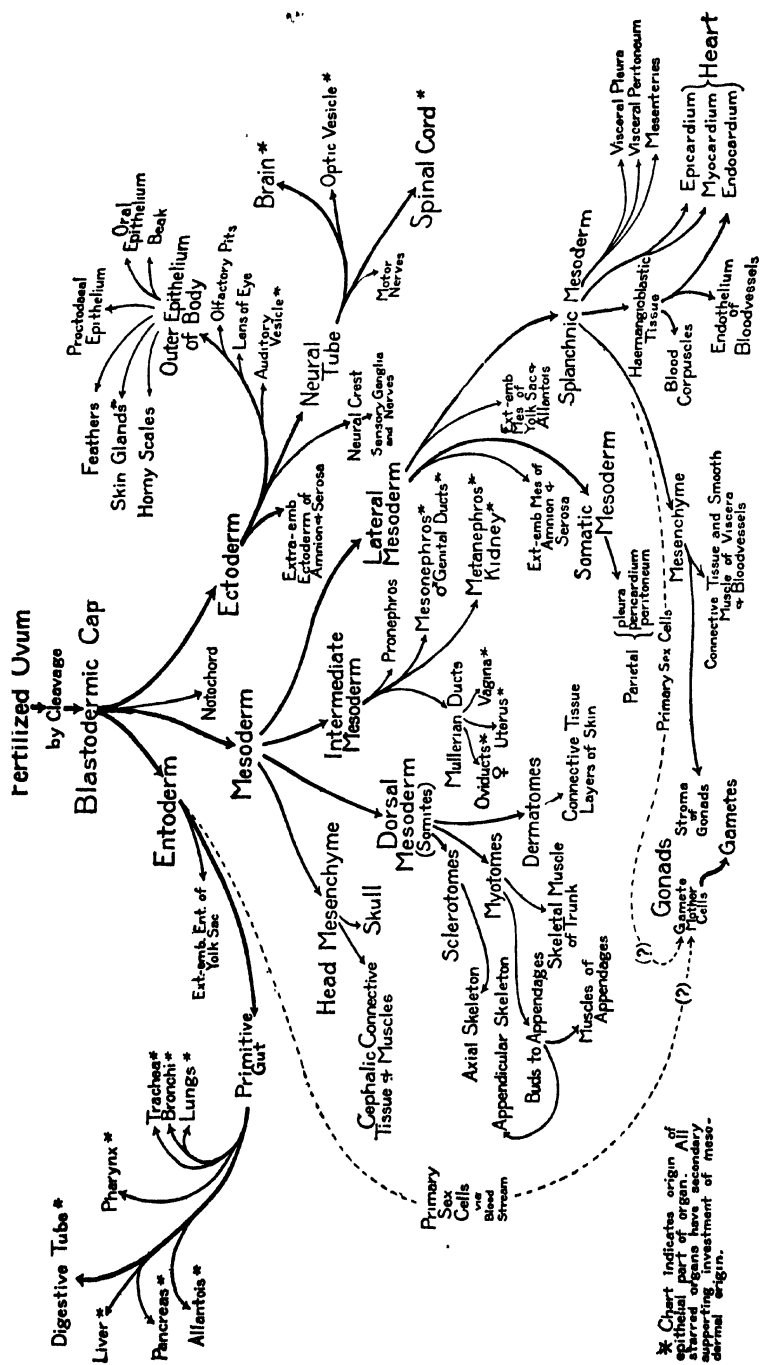 Fertilized Uvum
by Cleavage
Blastodermic Cap
Entoderm
Notochord
Mesoderm
Ectoderm
Ext-emb. Ent. of
Yolk Sac
Primitive
Gut
Trachea*
Bronchi*
Lungs*
Pharynx*
Digestive Tube*
Liver*
Pancreas*
Allantois*
Primary
Sex
Cells
via
Blood
Stream
Extra-emb
Ectoderm of
Amnion & Serosa
Outer Epithelium
of Body
Feathers
Skin Glands*
Horny Scales
Proctodaeal
Epithelium
Oral
Epithelium
Beak
Olfactory Pits
Lens of Eye
Auditory
Vesicle*
Neural
Tube
Brain*
Optic Vesicle*
Spinal Cord*
Motor
Nerves
Neural Crest
Sensory Ganglia
and Nerves
Head Mesenchyme
Skull
Cephalic Connective
Tissue & Muscles
Dorsal
Mesoderm
(Somites)
Sclerotomes
Axial Skeleton
Myotomes
Appendicular Skeleton
Buds to Appendages
Muscles of
Appendages
Skeletal Muscle
of Trunk
Dermatomes
Connective Tissue
Layers of Skin
Intermediate
Mesoderm
Pronephros
Mesonephros*
♂ Genital Ducts*
Metanephros*
Kidney*
Mullerian Ducts
Oviducts*
♀
Uterus*
Vagina*
Lateral
Mesoderm
Ext-emb
Mes of
Yolk Sac &
Allantois
Ext-emb Mes of
Amnion &
Serosa
Somatic
Mesoderm
Parietal { pleura
pericardium
peritoneum
Splanchnic Mesoderm
Visceral Pleura
Visceral Peritoneum
Mesenteries
Epicardium
Myocardium } Heart
Endocardium
Haemangioblastic
Tissue
Blood
Corpuscles
Endothelium
of
Bloodvessels
Mesenchyme
Connective Tissue and Smooth
Muscle of Viscera
& Bloodvessels
Primary Sex Cells
(?)
(?)
Gonads
Gamete
Mother
Cells
Stroma
of
Gonads
Gametes
* Chart indicates origin of
epithelial part of organ. All
starred organs have secondary
supporting investment of meso-
dermal origin.